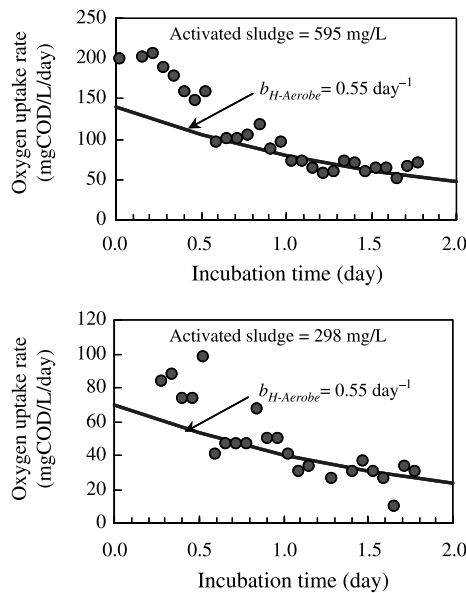 Activated sludge = 595 mg/L
b_H-Aerobe = 0.55 day⁻¹
Oxygen uptake rate
(mgCOD/L/day)
250
200
150
100
50
0
0.0 0.5 1.0 1.5 2.0
Incubation time (day)
Activated sludge = 298 mg/L
b_H-Aerobe = 0.55 day⁻¹
Oxygen uptake rate
(mgCOD/L/day)
120
100
80
60
40
20
0
0.0 0.5 1.0 1.5 2.0
Incubation time (day)